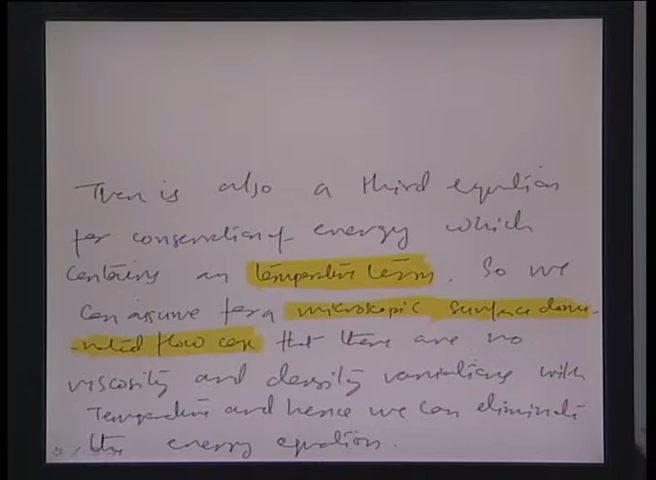 There is also a third equation
for conservation of energy which
contains an temperature term. So we
can assume for a microscopic surface domi-
-nated flow case that there are no
viscosity and density variations with
Temperature and hence we can eliminate
the energy equation.